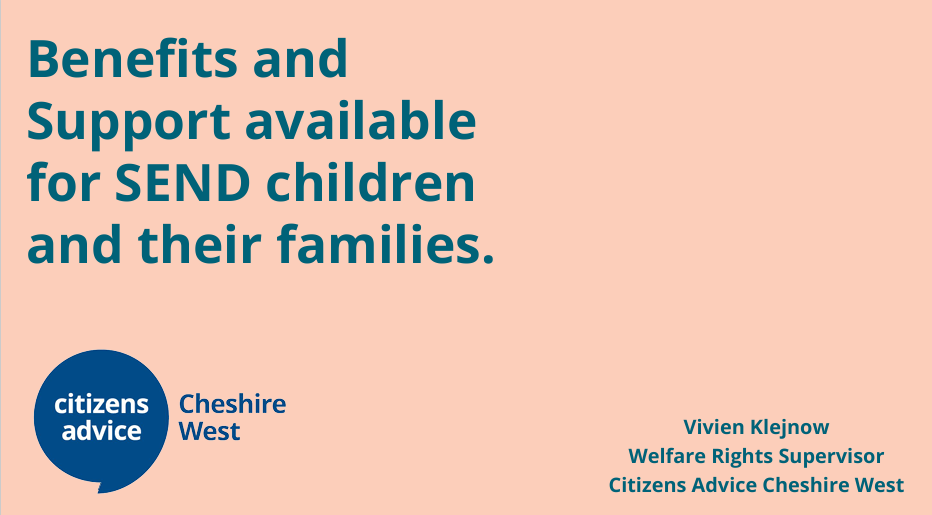 Benefits and
Support available
for SEND children
and their families.
citizens
advice
Cheshire
West
Vivien Klejnow
Welfare Rights Supervisor
Citizens Advice Cheshire West